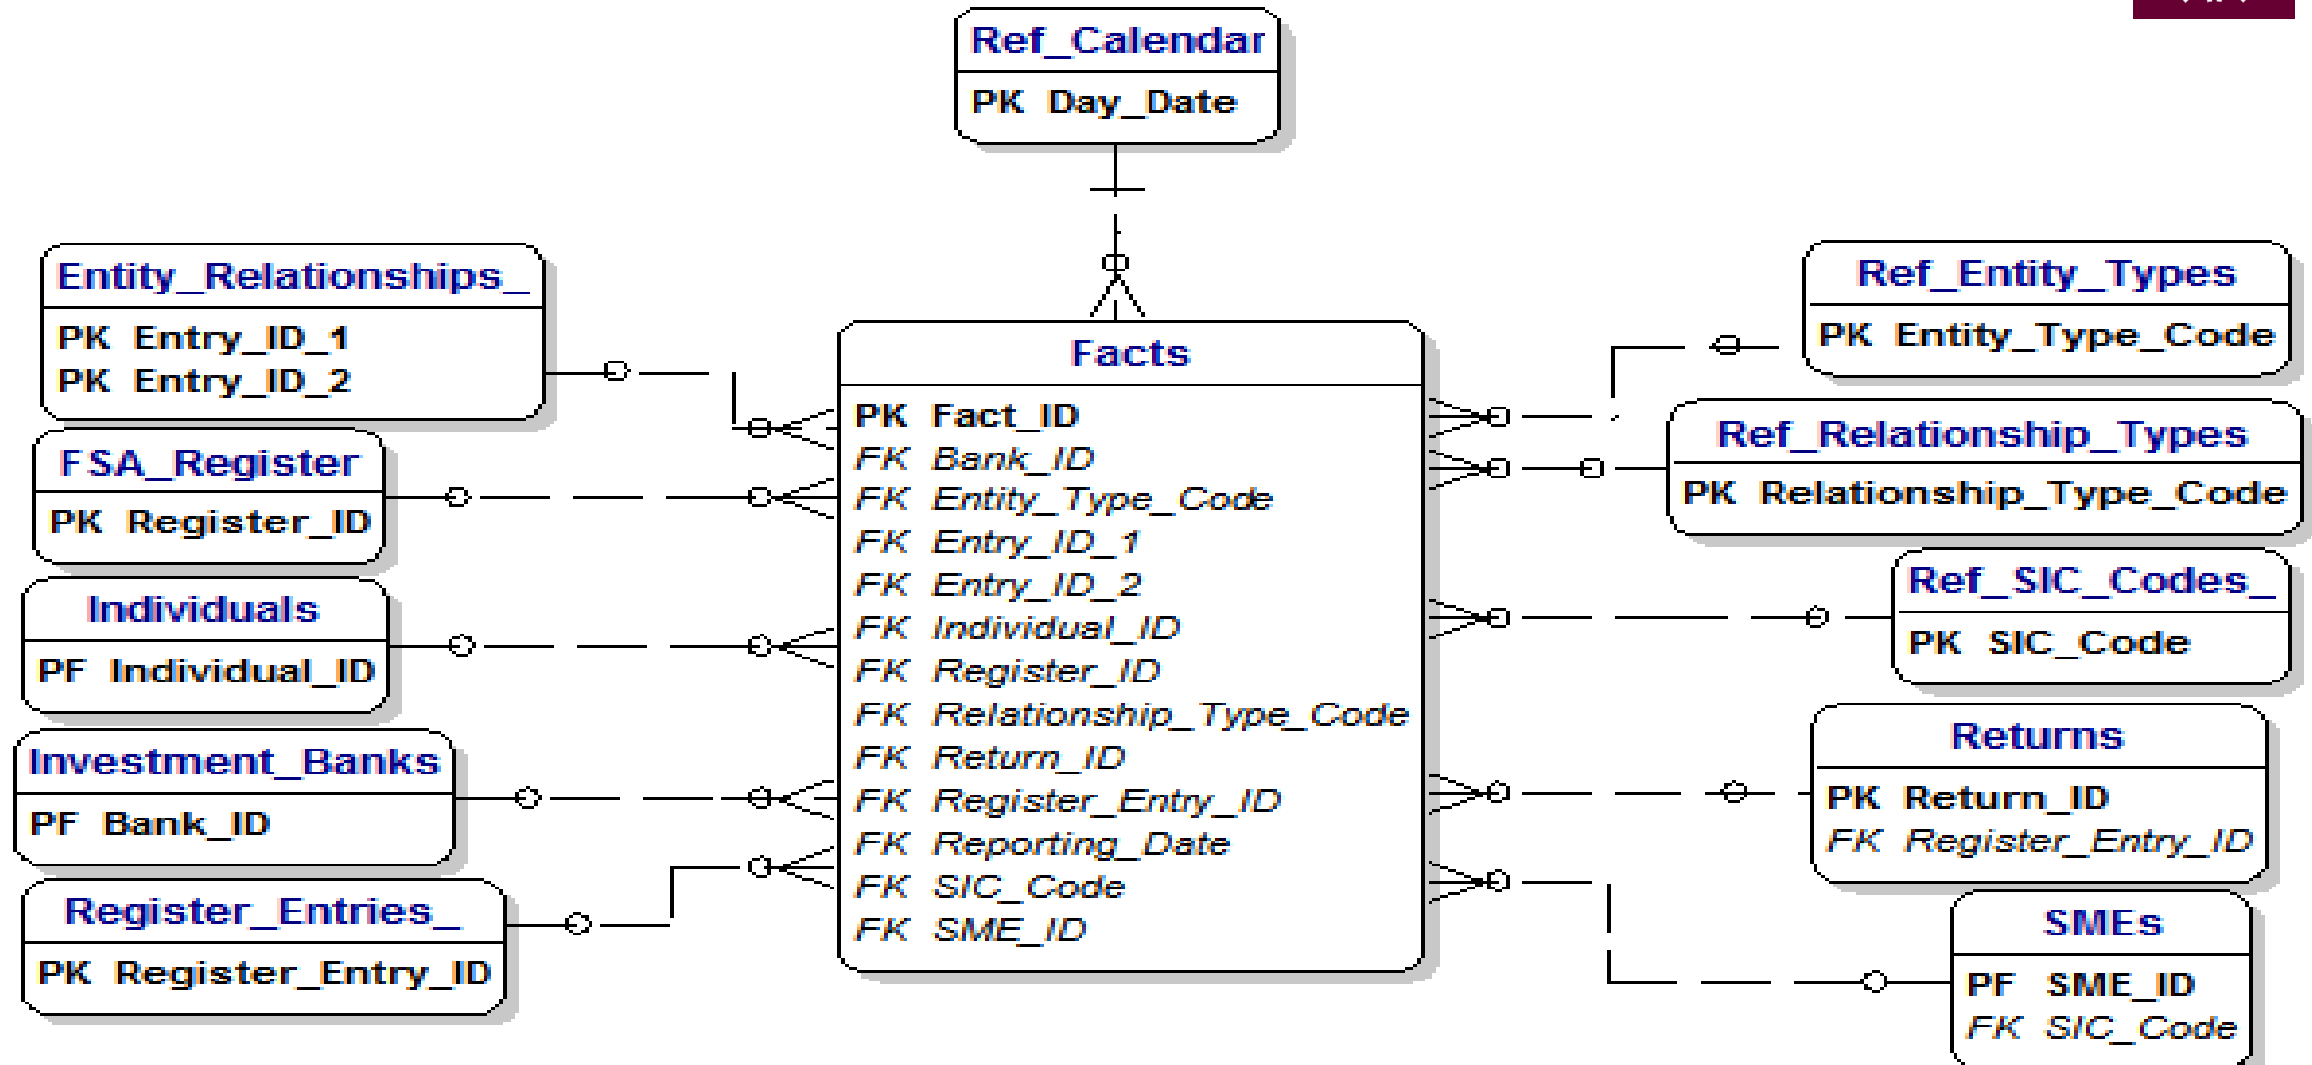 Ref_Calendar
PK Day_Date
Entity_Relationships_
PK Entry_ID_1
PK Entry_ID_2
FSA_Register
PK Register_ID
Individuals
PF Individual_ID
Investment_Banks
PF Bank_ID
Register_Entries_
PK Register_Entry_ID
Facts
PK Fact_ID
FK Bank_ID
FK Entity_Type_Code
FK Entry_ID_1
FK Entry_ID_2
FK Individual_ID
FK Register_ID
FK Relationship_Type_Code
FK Return_ID
FK Register_Entry_ID
FK Reporting_Date
FK SIC_Code
FK SME_ID
Ref_Entity_Types
PK Entity_Type_Code
Ref_Relationship_Types
PK Relationship_Type_Code
Ref_SIC_Codes_
PK SIC_Code
Returns
PK Return_ID
FK Register_Entry_ID
SMEs
PF SME_ID
FK SIC_Code